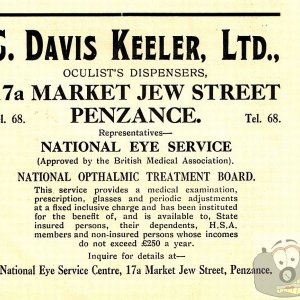 G. DAVIS KEELER, LTD.,
OCULIST'S DISPENSERS,
17a MARKET JEW STREET
PENZANCE.
l. 68. Tel. 68.
Representatives—
NATIONAL EYE SERVICE
(Approved by the British Medical Association).
NATIONAL OPTHALMIC TREATMENT BOARD.
This service provides a medical examination,
prescription, glasses and periodic adjustments
at a fixed inclusive charge and has been instituted
for the benefit of, and is available to, State
insured persons, their dependents, H.S.A.
members and non-insured persons whose incomes
do not exceed £250 a year.
Inquire for details at—
National Eye Service Centre, 17a Market Jew Street, Penzance.